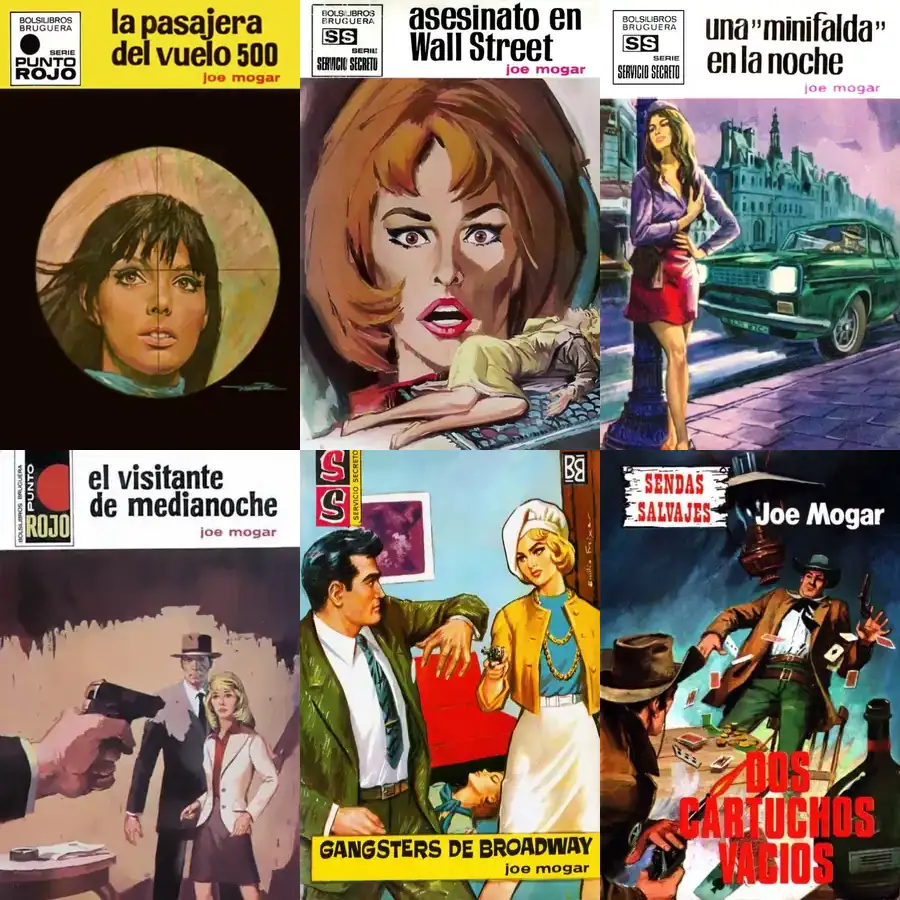 BOLSILIBROS
BRUGUERA
SERIE
PUNTO
ROJO
la pasajera
del vuelo 500
joe mogar
BOLSILIBROS
BRUGUERA
SS
SERIE
SERVICIO SECRETO
asesinato en
Wall Street
joe mogar
BOLSILIBROS
BRUGUERA
SS
SERIE
SERVICIO SECRETO
una "minifalda"
en la noche
joe mogar
BOLSILIBROS BRUGUERA
PUNTO
ROJO
el visitante
de medianoche
joe mogar
SS
SERVICIO SECRETO
BB
GANGSTERS DE BROADWAY
joe mogar
SENDAS
SALVAJES
Joe Mogar
DOS
CARTUCHOS
VACIOS